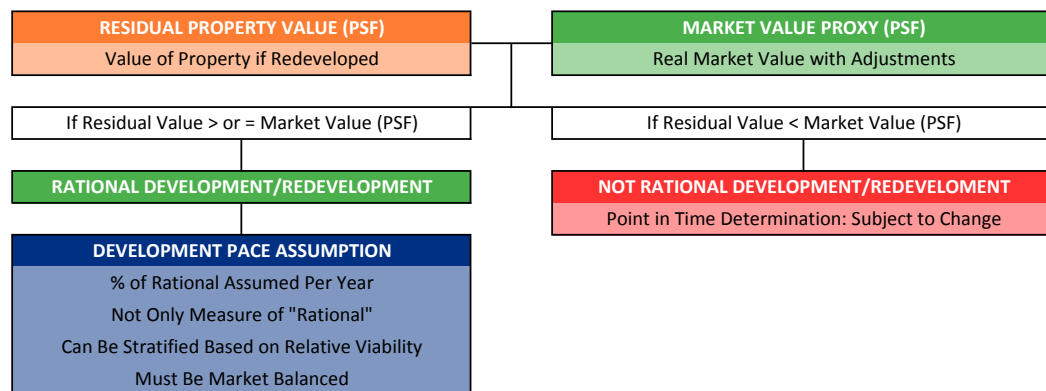 RESIDUAL PROPERTY VALUE (PSF)
Value of Property if Redeveloped
MARKET VALUE PROXY (PSF)
Real Market Value with Adjustments
If Residual Value > or = Market Value (PSF)
If Residual Value < Market Value (PSF)
RATIONAL DEVELOPMENT/REDEVELOPMENT
NOT RATIONAL DEVELOPMENT/REDEVELOMENT
Point in Time Determination: Subject to Change
DEVELOPMENT PACE ASSUMPTION
% of Rational Assumed Per Year
Not Only Measure of "Rational"
Can Be Stratified Based on Relative Viability
Must Be Market Balanced